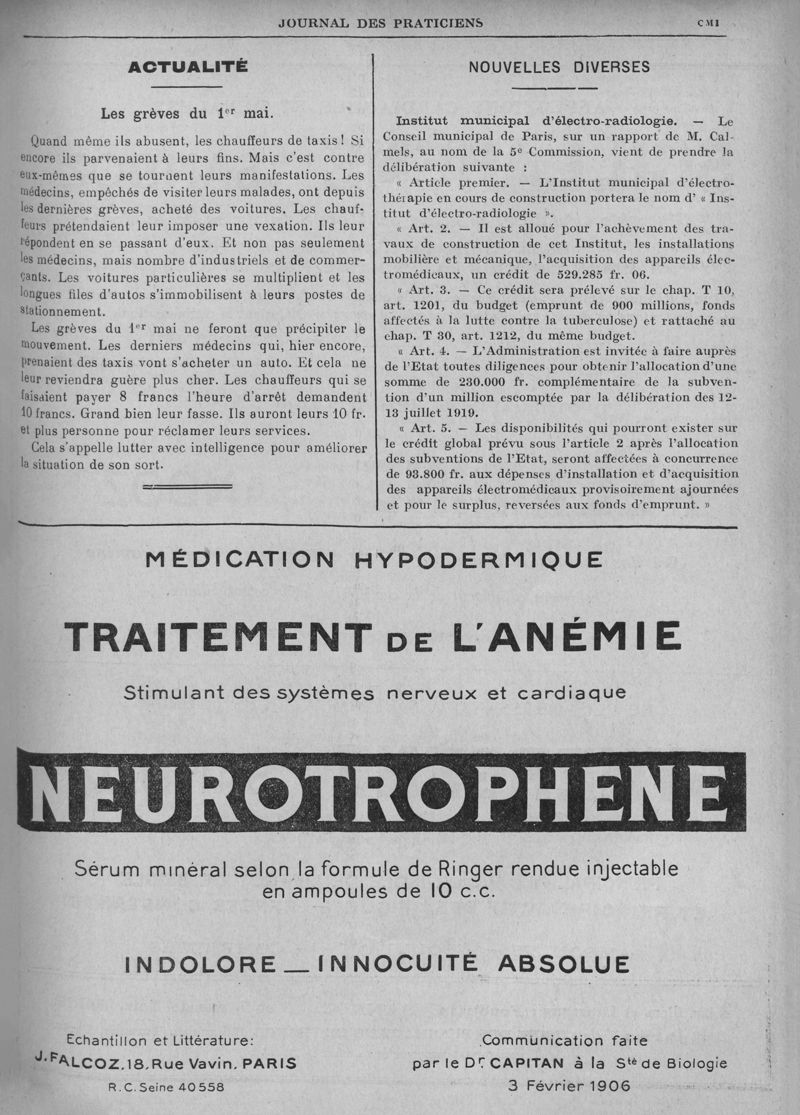 JOURNAL DES PRATICIENS
CMI
ACTUALITÉ
Les grèves du 1er mai.
Quand même ils abusent, les chauffeurs de taxis! Si
encore ils parvenaient à leurs fins. Mais c'est contre
eux-mêmes que se tournent leurs manifestations. Les
médecins, empêchés de visiter leurs malades, ont depuis
les dernières grèves, acheté des voitures. Les chauf-
feurs prétendaient leur imposer une vexation. Ils leur
répondent en se passant d'eux. Et non pas seulement
les médecins, mais nombre d'industriels et de commer-
çants. Les voitures particulières se multiplient et les
longues files d'autos s'immobilisent à leurs postes de
stationnement.
Les grèves du 1er mai ne feront que précipiter le
mouvement. Les derniers médecins qui, hier encore,
prenaient des taxis vont s'acheter un auto. Et cela ne
leur reviendra guère plus cher. Les chauffeurs qui se
faisaient payer 8 francs l'heure d'arrêt demandent
10 francs. Grand bien leur fasse. Ils auront leurs 10 fr.
et plus personne pour réclamer leurs services.
Cela s'appelle lutter avec intelligence pour améliorer
la situation de son sort.
NOUVELLES DIVERSES
Institut municipal d'électro-radiologie. — Le
Conseil municipal de Paris, sur un rapport de M. Cal-
mels, au nom de la 5e Commission, vient de prendre la
délibération suivante :
« Article premier. — L'Institut municipal d'électro-
thérapie en cours de construction portera le nom d' « Ins-
titut d'électro-radiologie ».
« Art. 2. — Il est alloué pour l'achèvement des tra-
vaux de construction de cet Institut, les installations
mobilière et mécanique, l'acquisition des appareils élec-
tromédicaux, un crédit de 529.285 fr. 06.
« Art. 3. — Ce crédit sera prélevé sur le chap. T 10,
art. 1201, du budget (emprunt de 900 millions, fonds
affectés à la lutte contre la tuberculose) et rattaché au
chap. T 30, art. 1212, du même budget.
« Art. 4. — L'Administration est invitée à faire auprès
de l'Etat toutes diligences pour obtenir l'allocation d'une
somme de 230.000 fr. complémentaire de la subven-
tion d'un million escomptée par la délibération des 12-
13 juillet 1919.
« Art. 5. — Les disponibilités qui pourront exister sur
le crédit global prévu sous l'article 2 après l'allocation
des subventions de l'Etat, seront affectées à concurrence
de 93.800 fr. aux dépenses d'installation et d'acquisition
des appareils électromédicaux provisoirement ajournées
et pour le surplus, reversées aux fonds d'emprunt. »
MÉDICATION HYPODERMIQUE
TRAITEMENT DE L'ANÉMIE
Stimulant des systèmes nerveux et cardiaque
NEUROTROPHENE
Sérum minéral selon la formule de Ringer rendue injectable
en ampoules de 10 c.c.
INDOLORE — INNOCUITÉ ABSOLUE
Echantillon et Littérature:
J. FALCOZ, 18, Rue Vavin, PARIS
R.C. Seine 40558
Communication faite
par le Dr CAPITAN à la Sté de Biologie
3 Février 1906